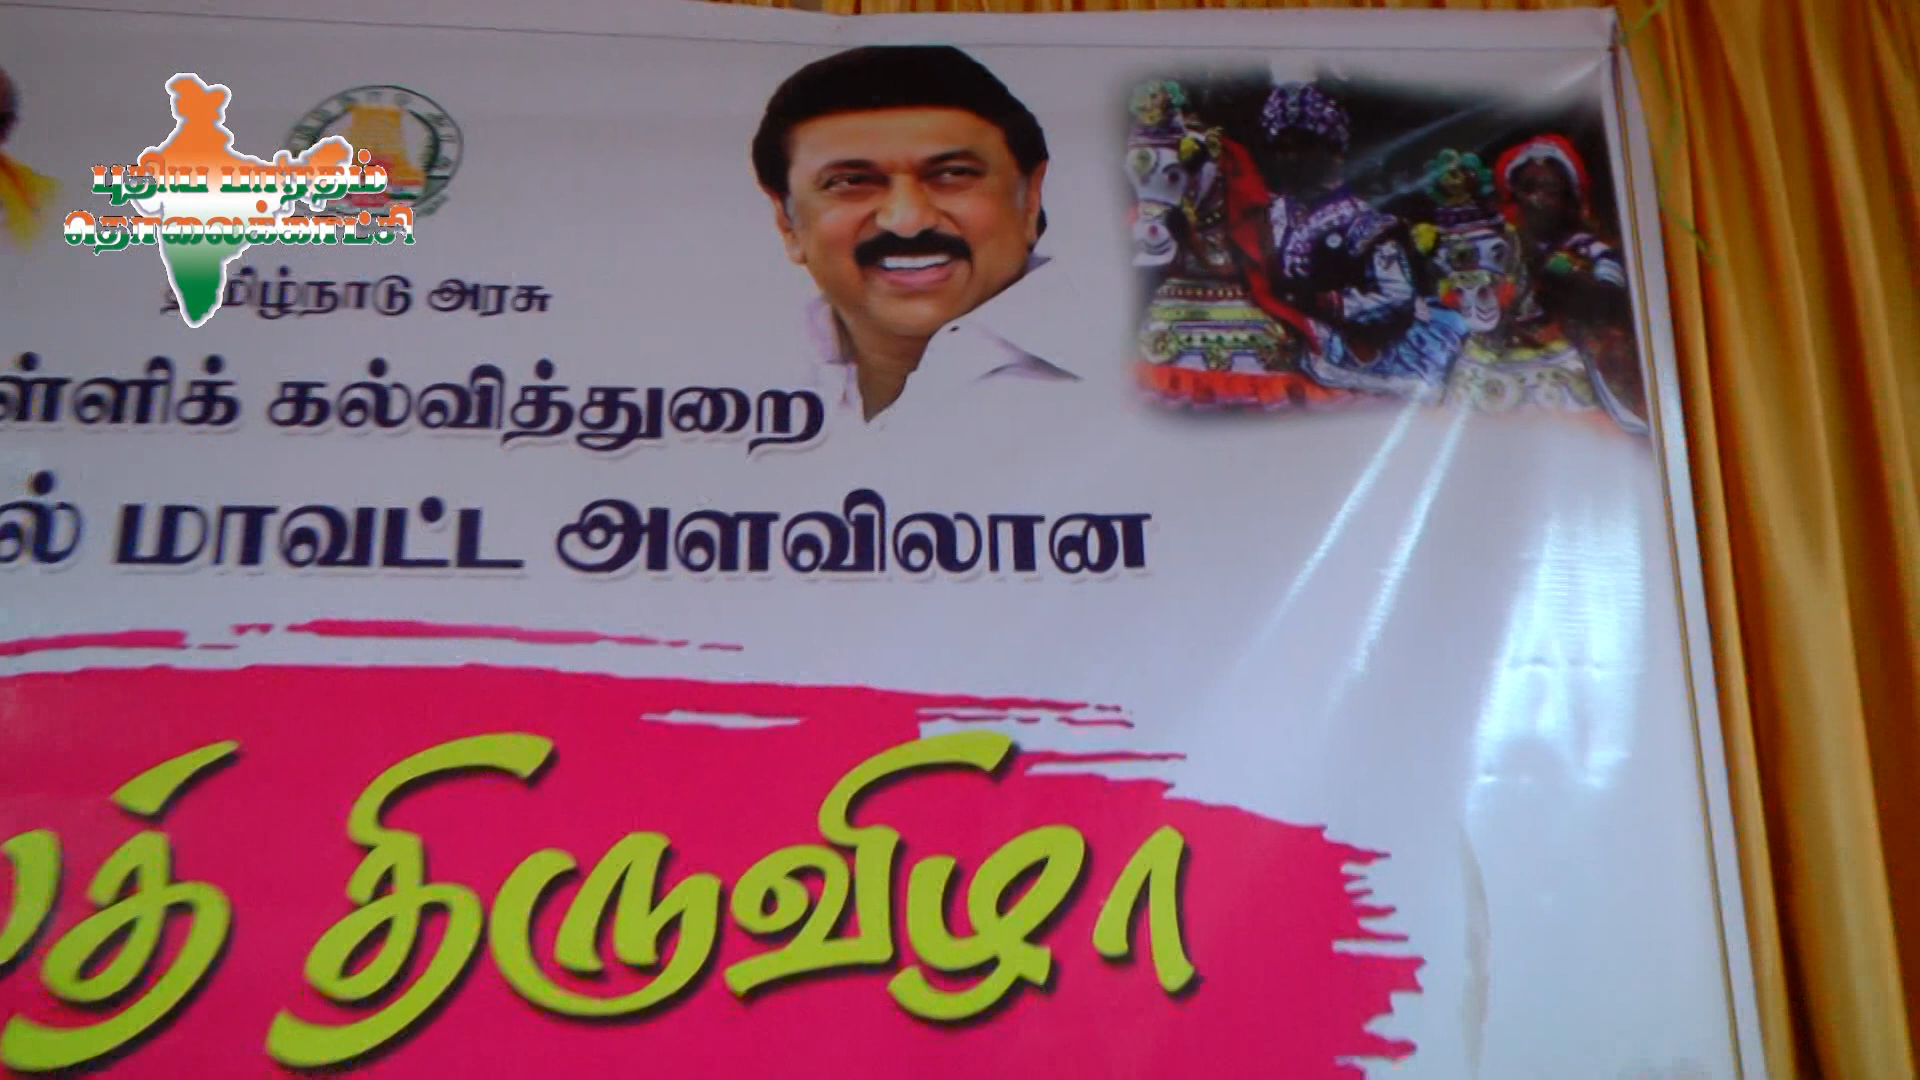 புதிய பாரதம்
தொலைக்காட்சி
தமிழ்நாடு அரசு
ள்ளிக் கல்வித்துறை
ல் மாவட்ட அளவிலான
த் திருவிழா